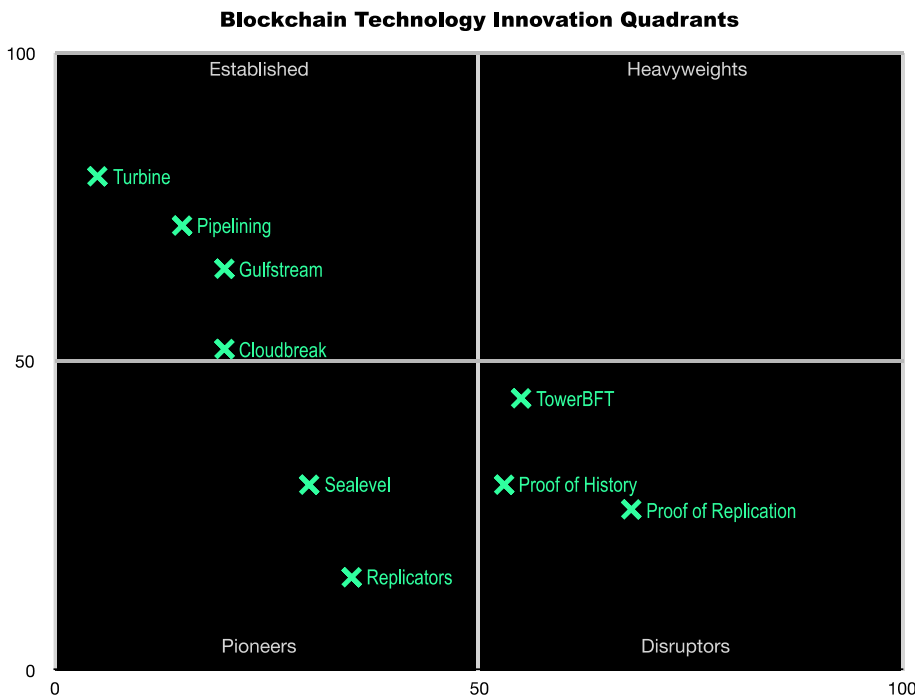 Blockchain Technology Innovation Quadrants
100
Established
Heavyweights
Turbine
Pipelining
Gulfstream
Cloudbreak
50
TowerBFT
Sealevel
Proof of History
Proof of Replication
Replicators
Pioneers
Disruptors
0
0
50
100